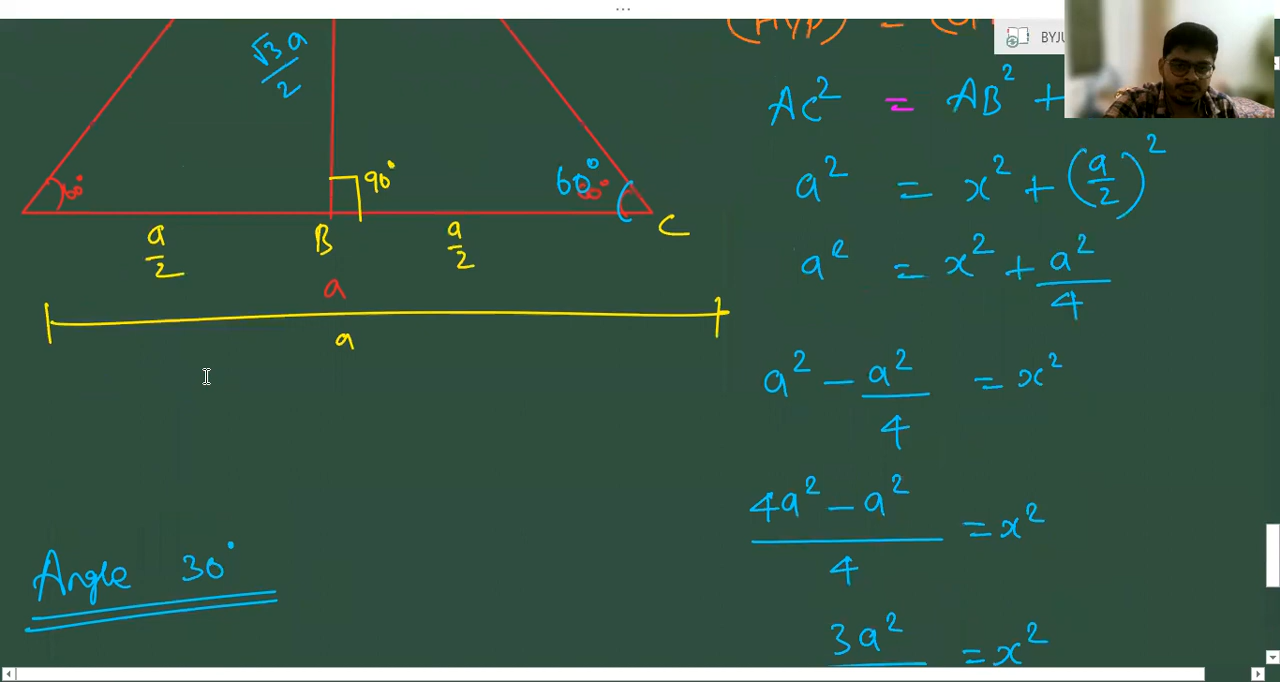 √3a/2
90°
60°
60°
60°
a/2
B
a/2
C
a
a
Angle 30°
(Hyp) =
BYJU
AC² = AB² +
a² = x² + (a/2)²
a² = x² + a²/4
a² - a²/4 = x²
4a² - a²/4 = x²
3a² = x²